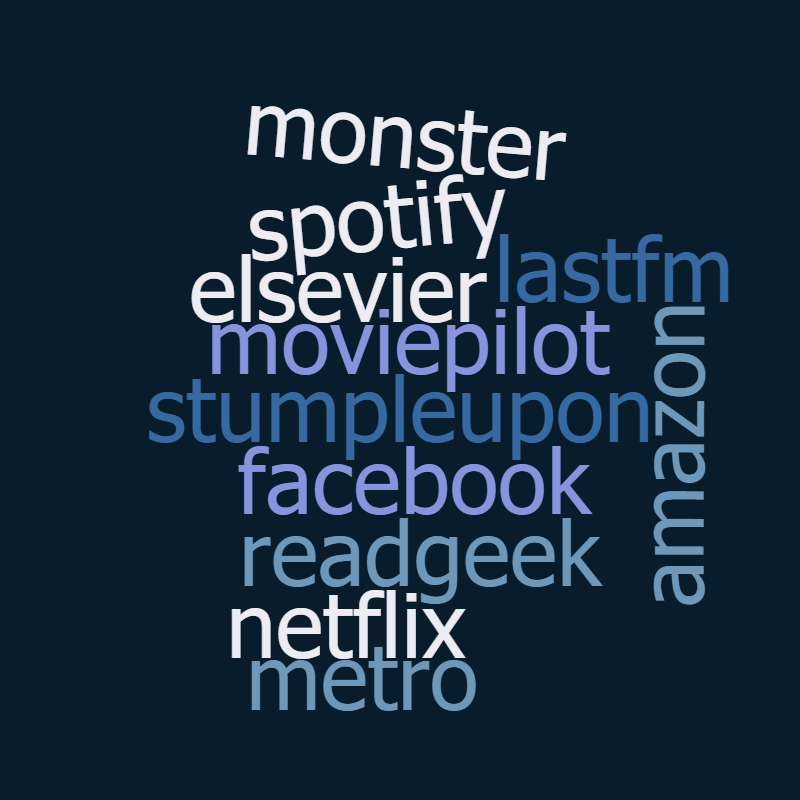 monster
spotify
lastfm
elsevier
moviepilot
amazon
stumpleupon
facebook
readgeek
netflix
metro